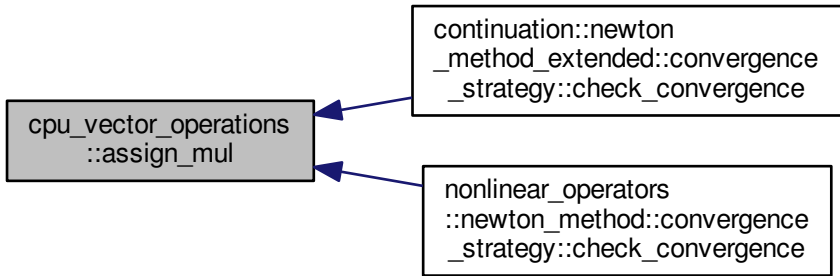 cpu_vector_operations
::assign_mul
continuation::newton
_method_extended::convergence
_strategy::check_convergence
nonlinear_operators
::newton_method::convergence
_strategy::check_convergence